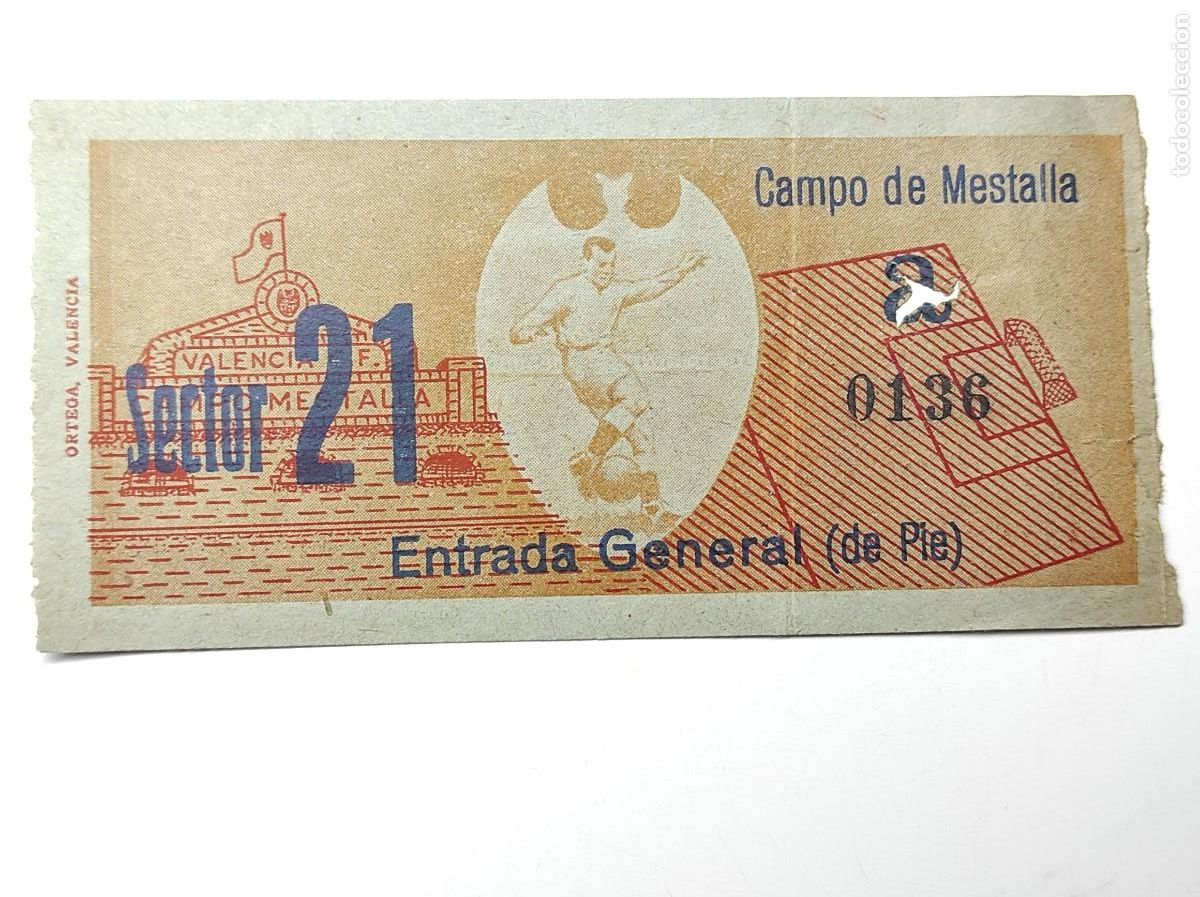 Campo de Mestalla
a
0136
VALENCIA F.
CAMPO MESTALLA
Sector 21
Entrada General (de Pie)
ORTEGA, VALENCIA
todocoleccion